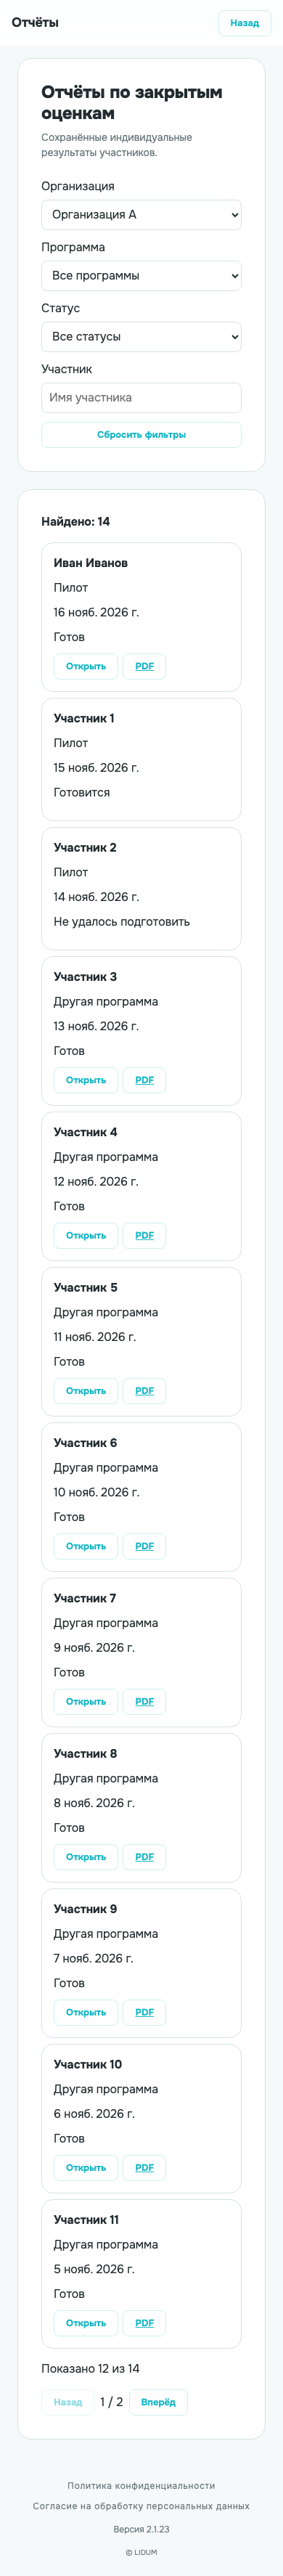 Отчёты
Назад
Отчёты по закрытым
оценкам
Сохранённые индивидуальные
результаты участников.
Организация
Организация А
Программа
Все программы
Статус
Все статусы
Участник
Имя участника
Сбросить фильтры
Найдено: 14
Иван Иванов
Пилот
16 нояб. 2026 г.
Готов
Открыть PDF
Участник 1
Пилот
15 нояб. 2026 г.
Готовится
Участник 2
Пилот
14 нояб. 2026 г.
Не удалось подготовить
Участник 3
Другая программа
13 нояб. 2026 г.
Готов
Открыть PDF
Участник 4
Другая программа
12 нояб. 2026 г.
Готов
Открыть PDF
Участник 5
Другая программа
11 нояб. 2026 г.
Готов
Открыть PDF
Участник 6
Другая программа
10 нояб. 2026 г.
Готов
Открыть PDF
Участник 7
Другая программа
9 нояб. 2026 г.
Готов
Открыть PDF
Участник 8
Другая программа
8 нояб. 2026 г.
Готов
Открыть PDF
Участник 9
Другая программа
7 нояб. 2026 г.
Готов
Открыть PDF
Участник 10
Другая программа
6 нояб. 2026 г.
Готов
Открыть PDF
Участник 11
Другая программа
5 нояб. 2026 г.
Готов
Открыть PDF
Показано 12 из 14
Назад 1 / 2 Вперёд
Политика конфиденциальности
Согласие на обработку персональных данных
Версия 2.1.23
© LIDUM